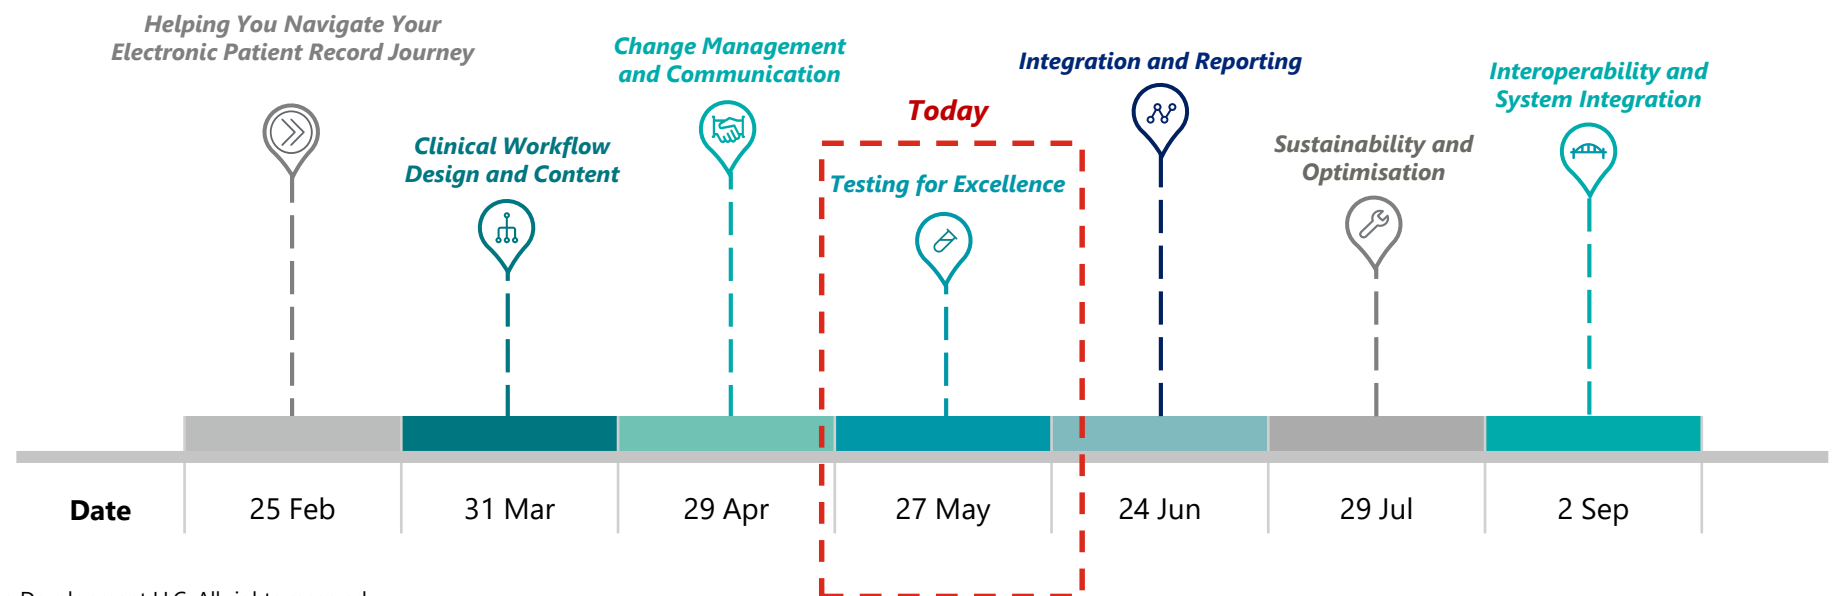 Helping You Navigate Your
Electronic Patient Record Journey
Clinical Workflow
Design and Content
Change Management
and Communication
Today
Testing for Excellence
Integration and Reporting
Sustainability and
Optimisation
Interoperability and
System Integration
Date
25 Feb
31 Mar
29 Apr
27 May
24 Jun
29 Jul
2 Sep